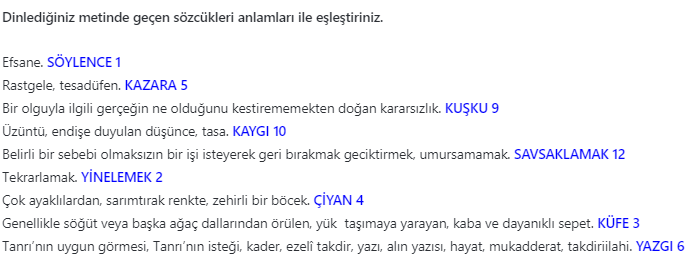 Dinlediğiniz metinde geçen sözcükleri anlamları ile eşleştiriniz.
Efsane. SÖYLENCE 1
Rastgele, tesadüfen. KAZARA 5
Bir olguyla ilgili gerçeğin ne olduğunu kestirememekten doğan kararsızlık. KUŞKU 9
Üzüntü, endişe duyulan düşünce, tasa. KAYGI 10
Belirli bir sebebi olmaksızın bir işi isteyerek geri bırakmak geciktirmek, umursamamak. SAVSAKLAMAK 12
Tekrarlamak. YİNELEMEK 2
Çok ayaklılardan, sarımtırak renkte, zehirli bir böcek. ÇİYAN 4
Genellikle söğüt veya başka ağaç dallarından örülen, yük taşımaya yarayan, kaba ve dayanıklı sepet. KÜFE 3
Tanrı’nın uygun görmesi, Tanrı’nın isteği, kader, ezelî takdir, yazı, alın yazısı, hayat, mukadderat, takdiriilahi. YAZGI 6